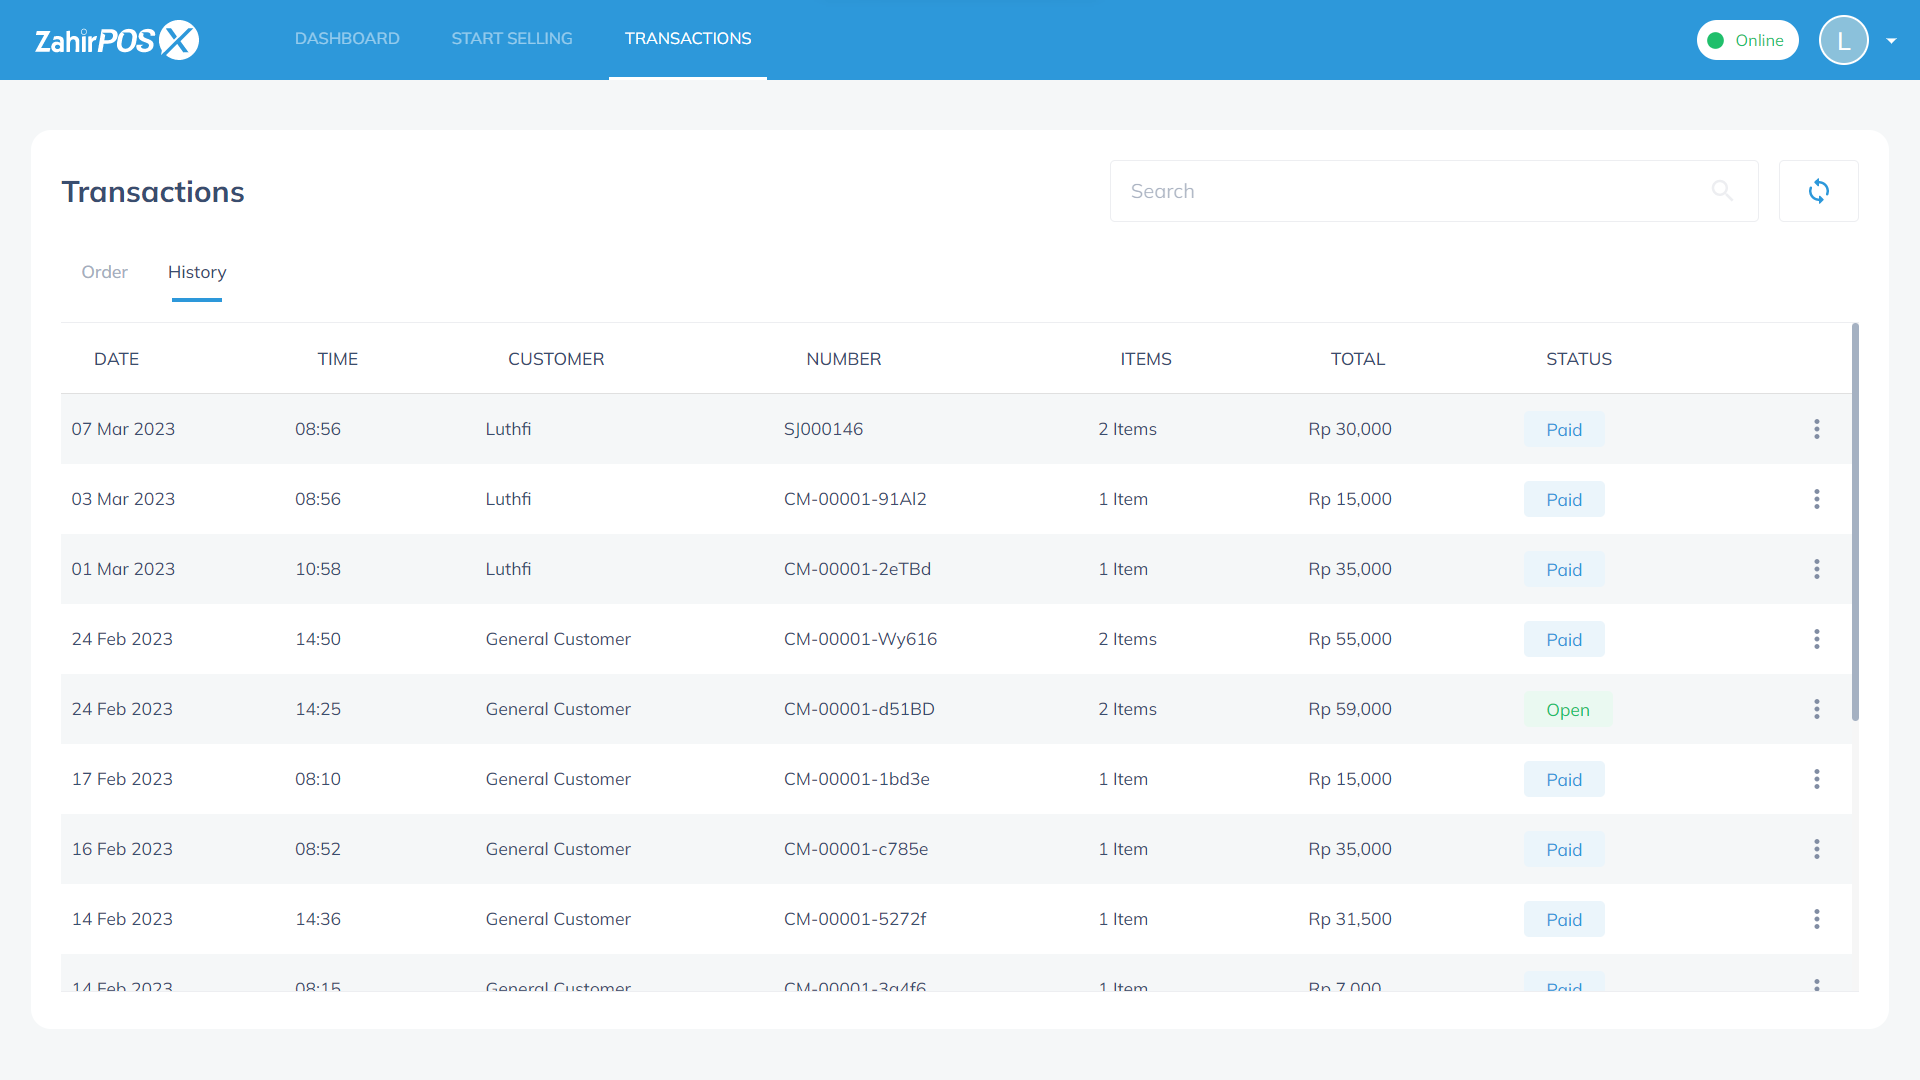 ZahirPOS X DASHBOARD START SELLING TRANSACTIONS Online L
Transactions Search
Order History
DATE TIME CUSTOMER NUMBER ITEMS TOTAL STATUS
07 Mar 2023 08:56 Luthfi SJ000146 2 Items Rp 30,000 Paid
03 Mar 2023 08:56 Luthfi CM-00001-91Al2 1 Item Rp 15,000 Paid
01 Mar 2023 10:58 Luthfi CM-00001-2eTBd 1 Item Rp 35,000 Paid
24 Feb 2023 14:50 General Customer CM-00001-Wy616 2 Items Rp 55,000 Paid
24 Feb 2023 14:25 General Customer CM-00001-d51BD 2 Items Rp 59,000 Open
17 Feb 2023 08:10 General Customer CM-00001-1bd3e 1 Item Rp 15,000 Paid
16 Feb 2023 08:52 General Customer CM-00001-c785e 1 Item Rp 35,000 Paid
14 Feb 2023 14:36 General Customer CM-00001-5272f 1 Item Rp 31,500 Paid
14 Feb 2023 08:15 General Customer CM-00001-3a4f6 1 Item Rp 7,000 Paid